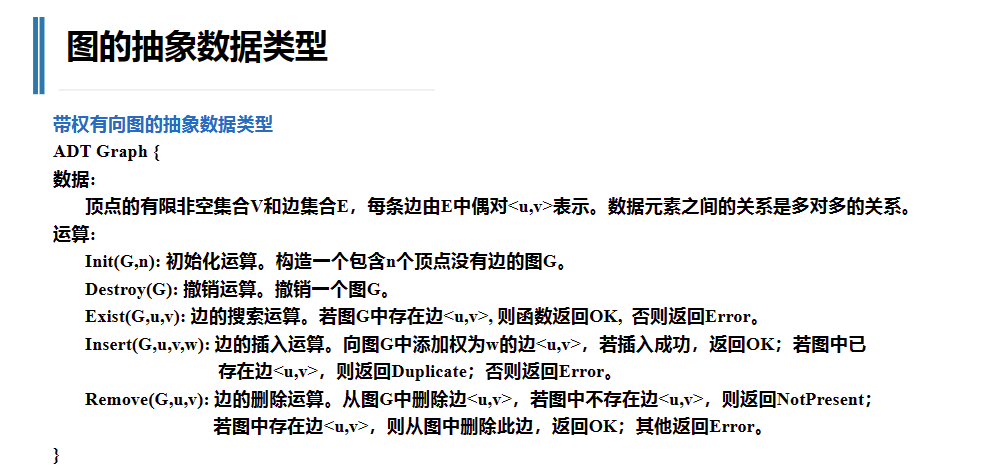 图的抽象数据类型
带权有向图的抽象数据类型
ADT Graph {
数据：
顶点的有限非空集合V和边集合E，每条边由E中偶对<u,v>表示。数据元素之间的关系是多对多的关系。
运算：
Init(G,n): 初始化运算。构造一个包含n个顶点没有边的图G。
Destroy(G): 撤销运算。撤销一个图G。
Exist(G,u,v): 边的搜索运算。若图G中存在边<u,v>, 则函数返回OK, 否则返回Error。
Insert(G,u,v,w): 边的插入运算。向图G中添加权为w的边<u,v>，若插入成功，返回OK；若图中已
存在边<u,v>，则返回Duplicate；否则返回Error。
Remove(G,u,v): 边的删除运算。从图G中删除边<u,v>，若图中不存在边<u,v>，则返回NotPresent；
若图中存在边<u,v>，则从图中删除此边，返回OK；其他返回Error。
}